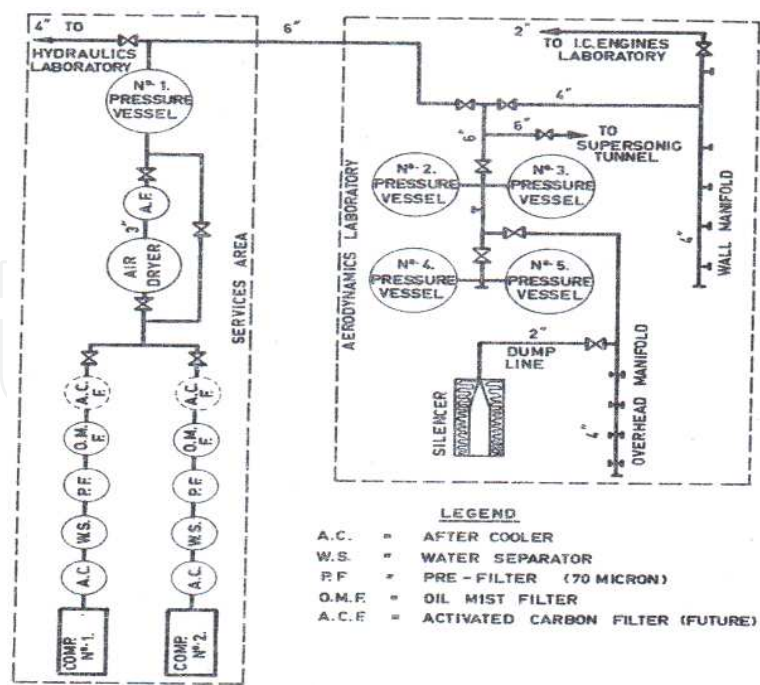 4" TO
HYDRAULICS
LABORATORY
6"
2"
TO I.C. ENGINES
LABORATORY
Nº-1.
PRESSURE
VESSEL
4"
6"
6"
TO
SUPERSONIC
TUNNEL
A.F.
3"
AIR
DRYER
SERVICES AREA
AERODYNAMICS LABORATORY
Nº-2.
PRESSURE
VESSEL
Nº-3.
PRESSURE
VESSEL
Nº-4.
PRESSURE
VESSEL
Nº-5.
PRESSURE
VESSEL
4"
WALL MANIFOLD
2"
DUMP
LINE
SILENCER
4"
OVERHEAD MANIFOLD
A.C.
F.
A.C.
F.
O.M.
F.
O.M.
F.
P.F.
P.F.
W.S.
W.S.
A.C.
A.C.
COMP.
Nº-1.
COMP.
Nº-2.
LEGEND
A.C. = AFTER COOLER
W.S. " WATER SEPARATOR
P.F " PRE-FILTER (70 MICRON)
O.M.F. = OIL MIST FILTER
A.C.F = ACTIVATED CARBON FILTER (FUTURE)